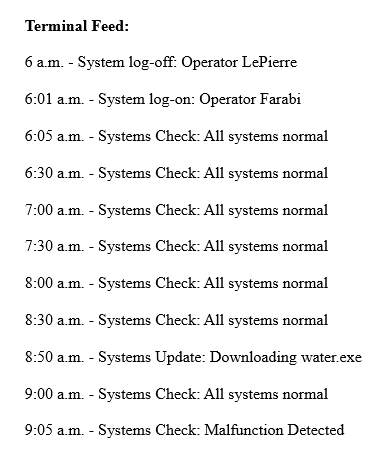 Terminal Feed:
6 a.m. - System log-off: Operator LePierre
6:01 a.m. - System log-on: Operator Farabi
6:05 a.m. - Systems Check: All systems normal
6:30 a.m. - Systems Check: All systems normal
7:00 a.m. - Systems Check: All systems normal
7:30 a.m. - Systems Check: All systems normal
8:00 a.m. - Systems Check: All systems normal
8:30 a.m. - Systems Check: All systems normal
8:50 a.m. - Systems Update: Downloading water.exe
9:00 a.m. - Systems Check: All systems normal
9:05 a.m. - Systems Check: Malfunction Detected